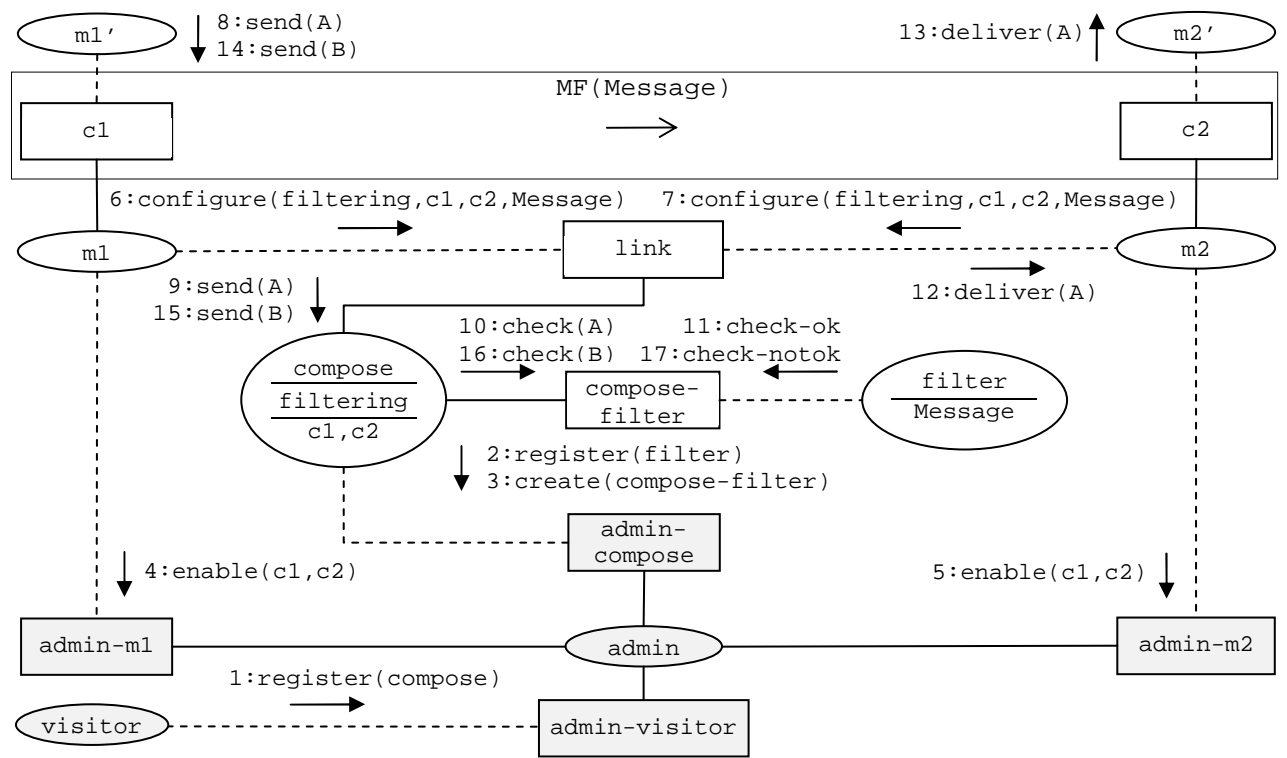 m1' 8:send(A) 13:deliver(A) m2'
14:send(B)
MF(Message)
c1 c2
6:configure(filtering,c1,c2,Message) 7:configure(filtering,c1,c2,Message)
m1 link m2
9:send(A) 12:deliver(A)
15:send(B)
10:check(A) 11:check-ok
16:check(B) 17:check-notok
compose
filtering
c1,c2
compose-
filter
filter
Message
2:register(filter)
3:create(compose-filter)
admin-
compose
4:enable(c1,c2) 5:enable(c1,c2)
admin-m1 admin admin-m2
1:register(compose)
visitor admin-visitor